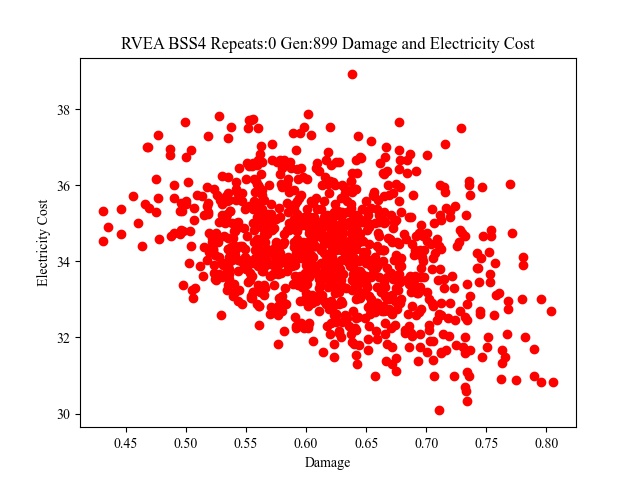 RVEA BSS4 Repeats:0 Gen:899 Damage and Electricity Cost
38
36
34
32
30
Electricity Cost
0.45 0.50 0.55 0.60 0.65 0.70 0.75 0.80
Damage